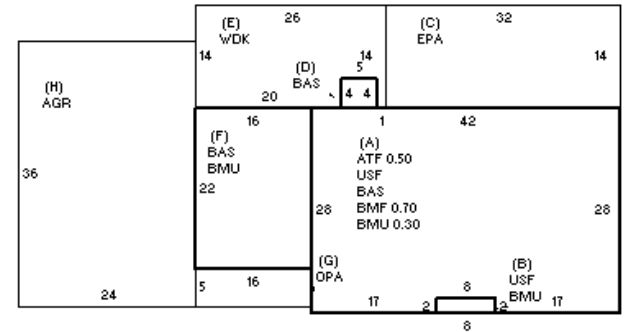 (E)
WDK
26
(C)
EPA
32
14
14
14
(D)
BAS
5
4 4
20
(H)
AGR
36
24
16
(F)
BAS
BMU
22
1
42
(A)
ATF 0.50
USF
BAS
BMF 0.70
BMU 0.30
28
28
(G)
OPA
5
16
17
(B)
USF
BMU
8
2
2
17
8